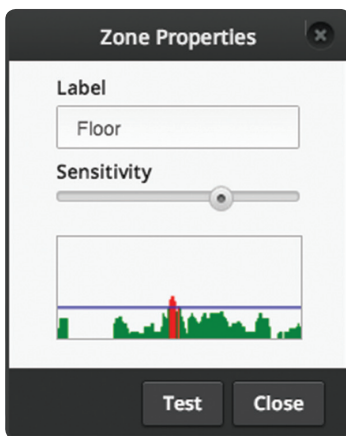 Zone Properties
Label
Floor
Sensitivity
Test
Close